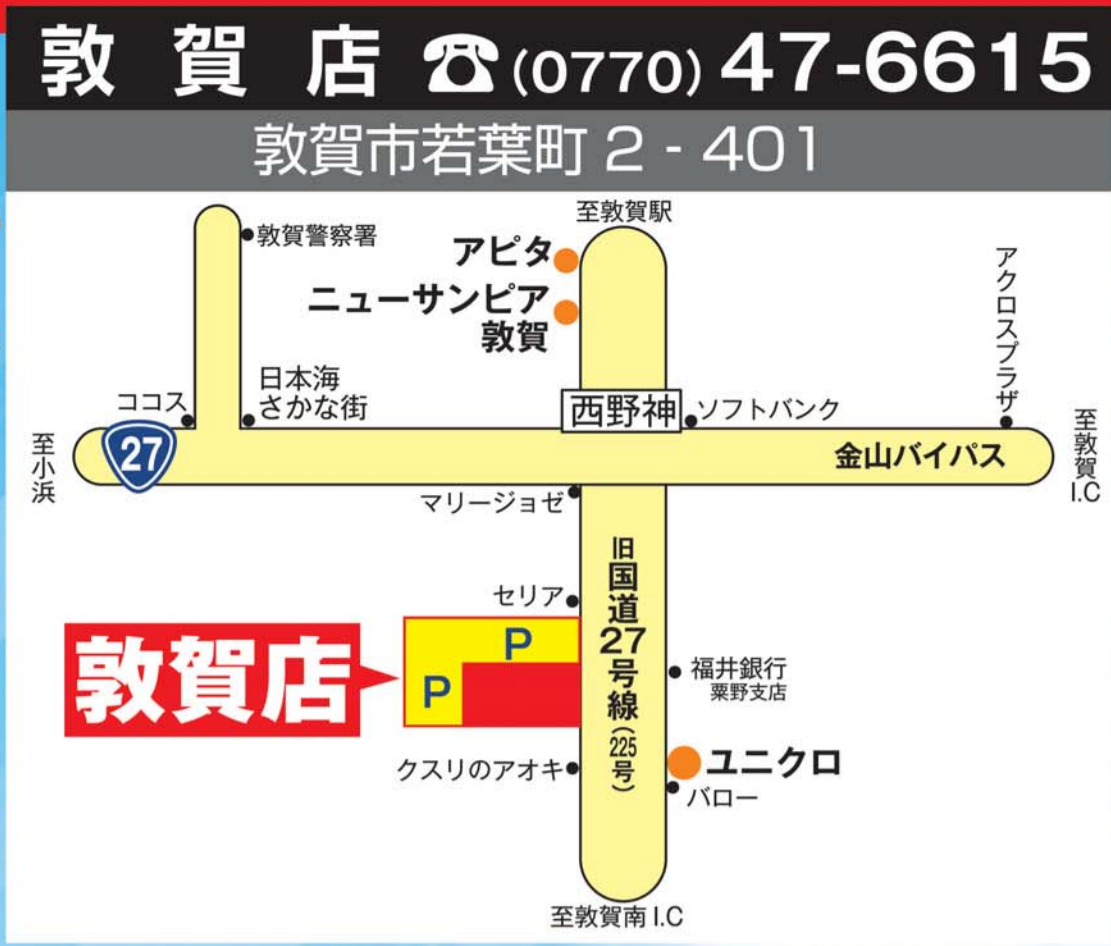 敦賀店 ☎(0770)47-6615
敦賀市若葉町2-401
至敦賀駅
敦賀警察署
アピタ
ニューサンピア
敦賀
アクロスプラザ
日本海
さかな街
ココス
西野神
ソフトバンク
至小浜
27
金山バイパス
至敦賀I.C
マリージョゼ
旧国道27号線(225号)
セリア
P
敦賀店
P
福井銀行
粟野支店
クスリのアオキ
ユニクロ
バロー
至敦賀南I.C